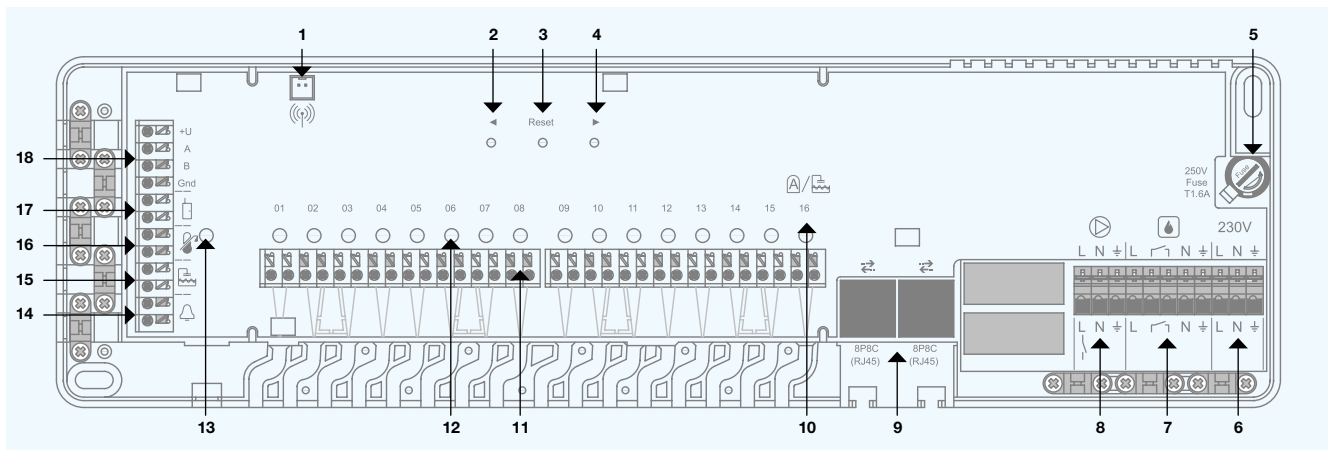 1 2 3 4 5
◄ Reset ►
+U
A
B
Gnd
18
17
16
15
14
250V
Fuse
T1.6A
Fuse
A/
01 02 03 04 05 06 07 08 09 10 11 12 13 14 15 16
230V
L N L N L N
L N L N L N
8P8C
(RJ45)
8P8C
(RJ45)
13 12 11 10 9 8 7 6